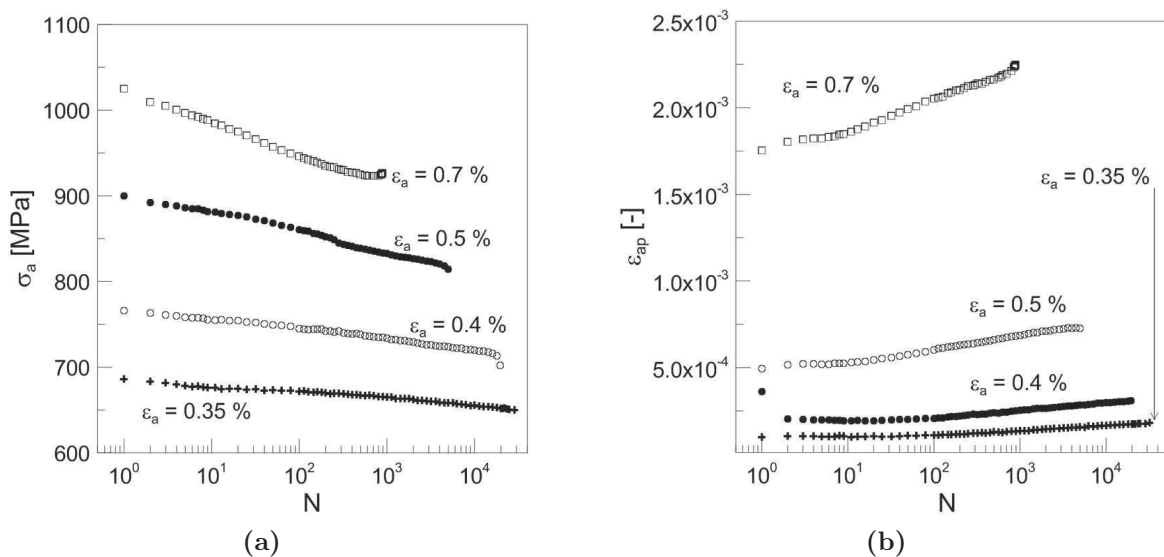 1100
1000
900
800
700
600
σa [MPa]
εa = 0.7 %
εa = 0.5 %
εa = 0.4 %
εa = 0.35 %
10^0
10^1
10^2
10^3
10^4
N
(a)
2.5x10^-3
2.0x10^-3
1.5x10^-3
1.0x10^-3
5.0x10^-4
εap [-]
εa = 0.7 %
εa = 0.35 %
εa = 0.5 %
εa = 0.4 %
10^0
10^1
10^2
10^3
10^4
N
(b)